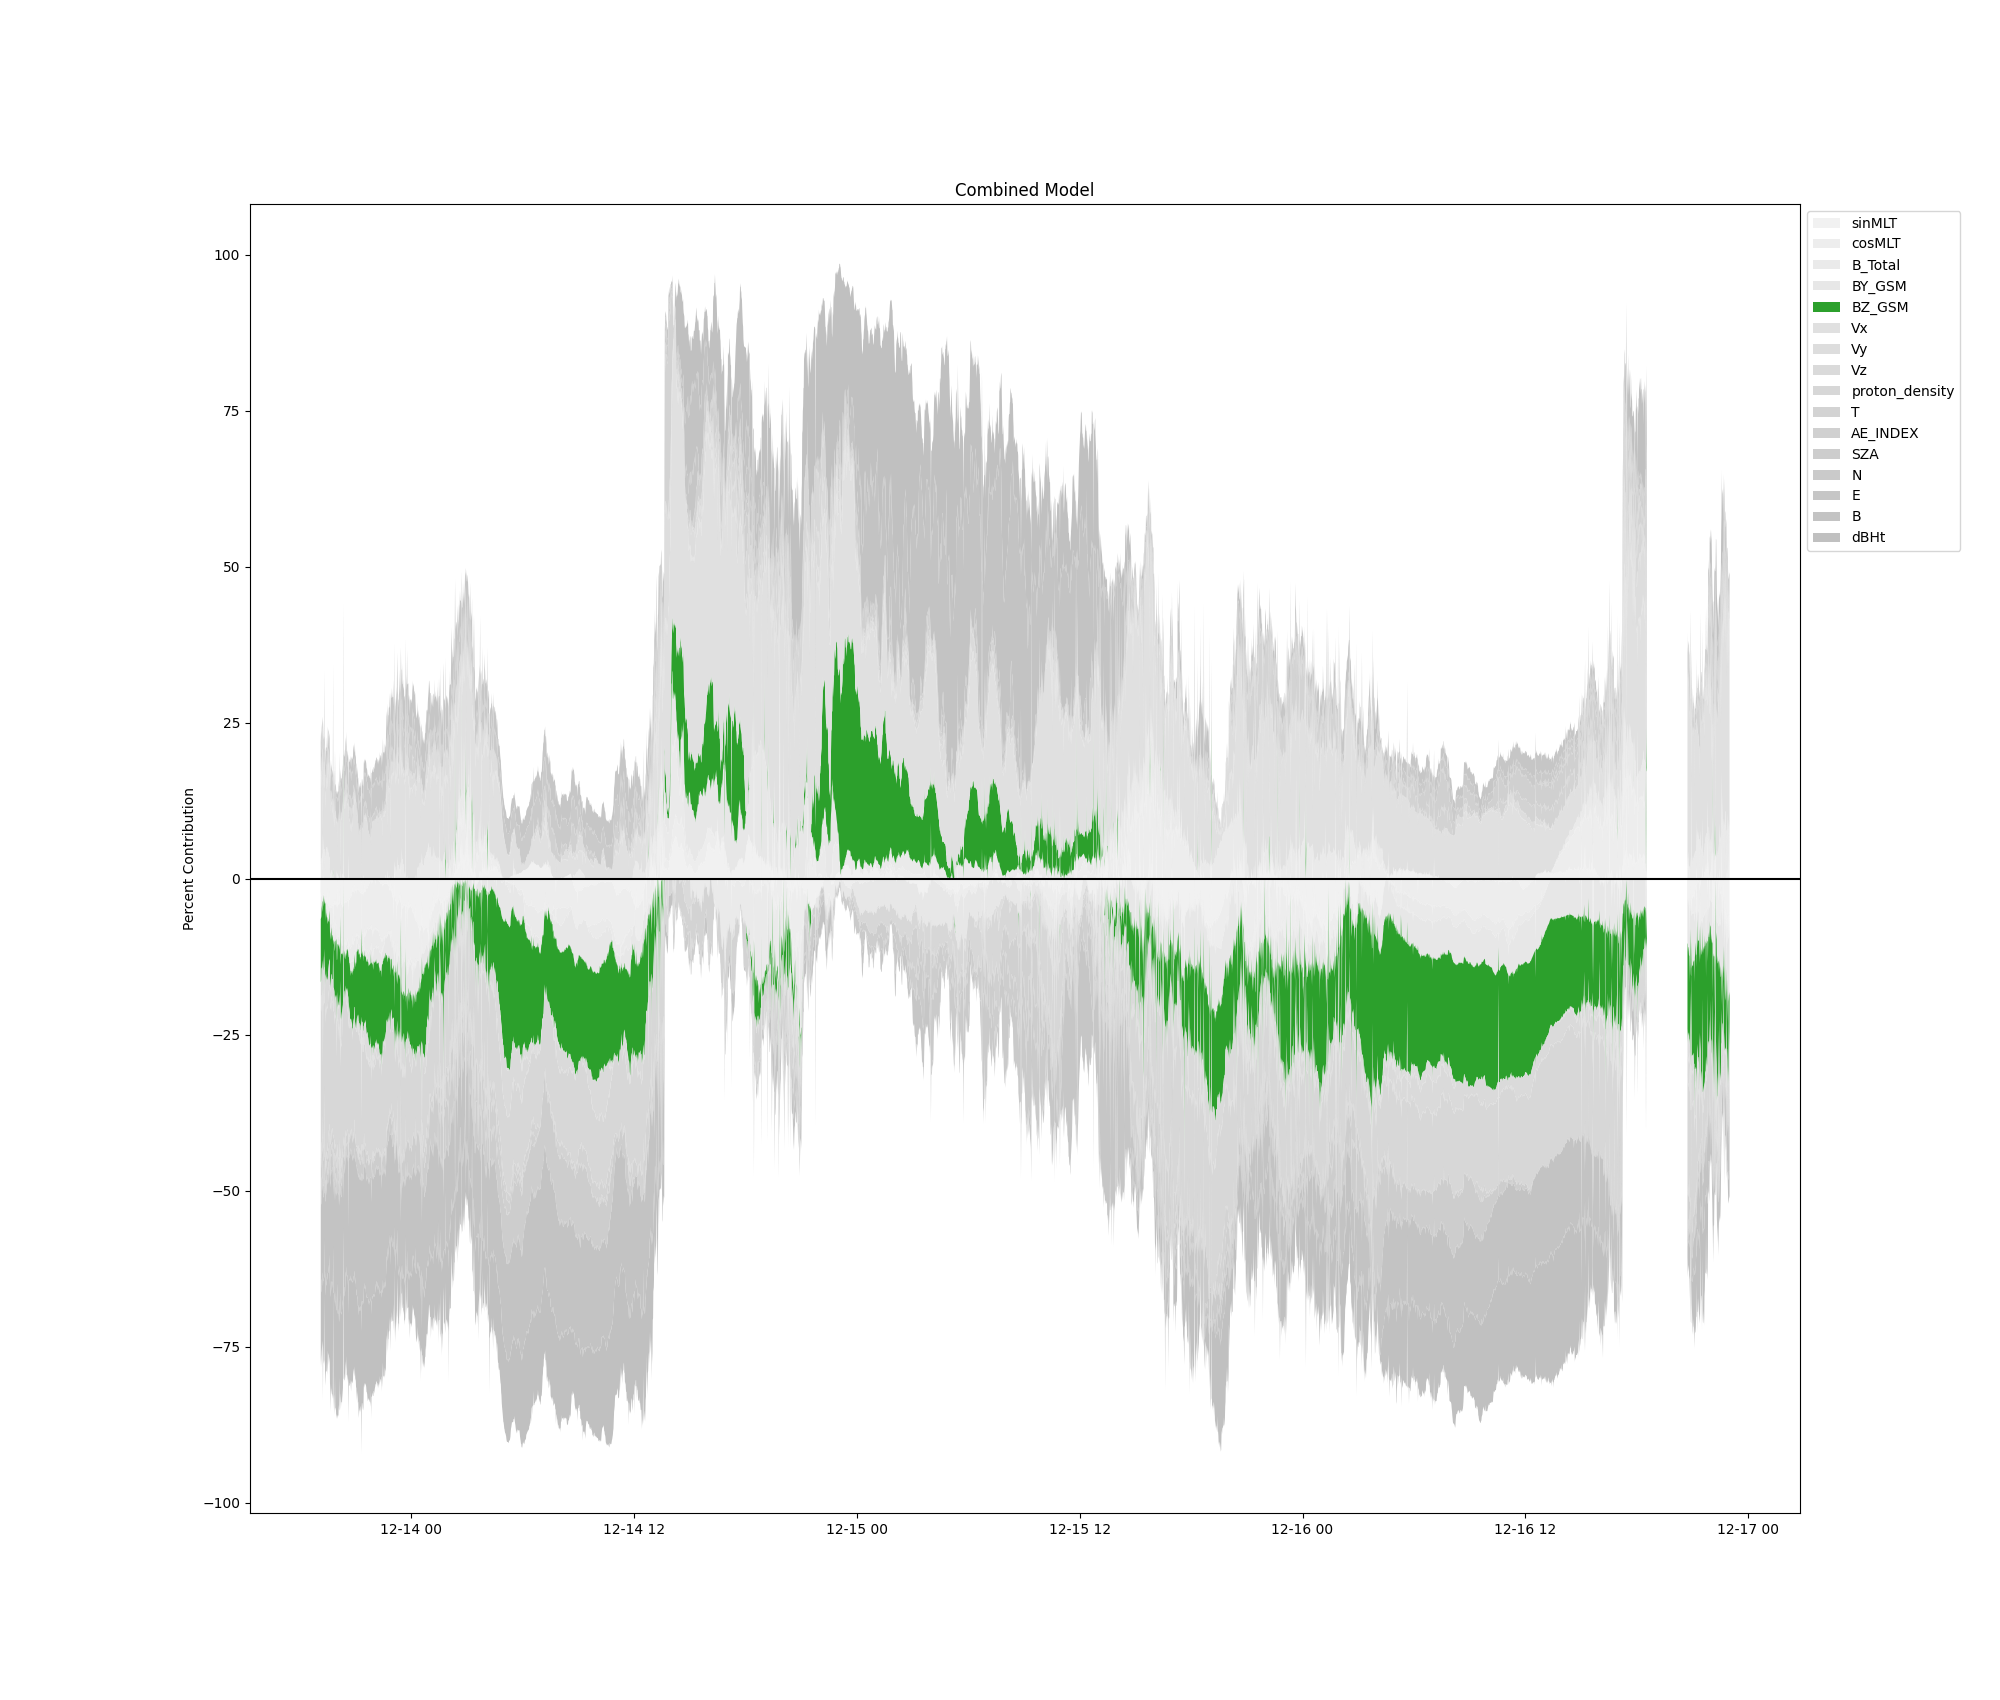 Combined Model
100
75
50
25
0
−25
−50
−75
−100
Percent Contribution
12-14 00
12-14 12
12-15 00
12-15 12
12-16 00
12-16 12
12-17 00
sinMLT
cosMLT
B_Total
BY_GSM
BZ_GSM
Vx
Vy
Vz
proton_density
T
AE_INDEX
SZA
N
E
B
dBHt